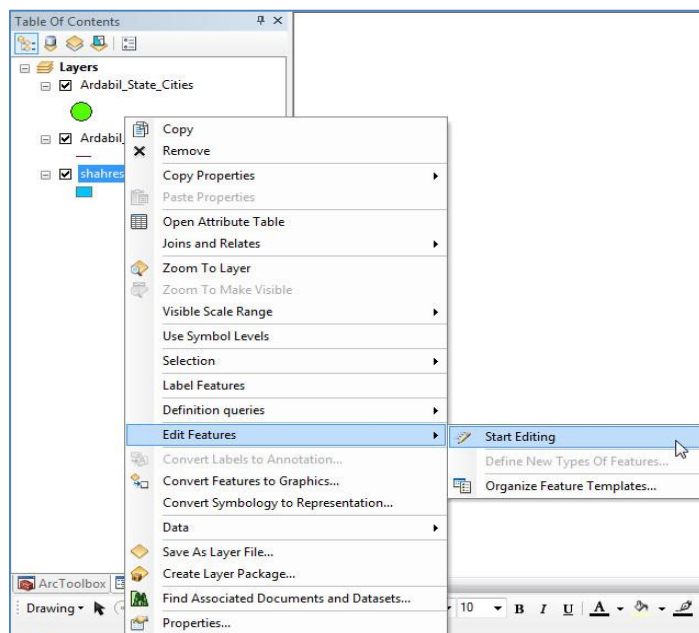 Table Of Contents
Layers
Ardabil_State_Cities
Ardabil_
shahres
Copy
Remove
Copy Properties
Paste Properties
Open Attribute Table
Joins and Relates
Zoom To Layer
Zoom To Make Visible
Visible Scale Range
Use Symbol Levels
Selection
Label Features
Definition queries
Edit Features
Convert Labels to Annotation...
Convert Features to Graphics...
Convert Symbology to Representation...
Data
Save As Layer File...
Create Layer Package...
Find Associated Documents and Datasets...
Properties...
Start Editing
Define New Types Of Features...
Organize Feature Templates...
ArcToolbox
Drawing
10 B I U A